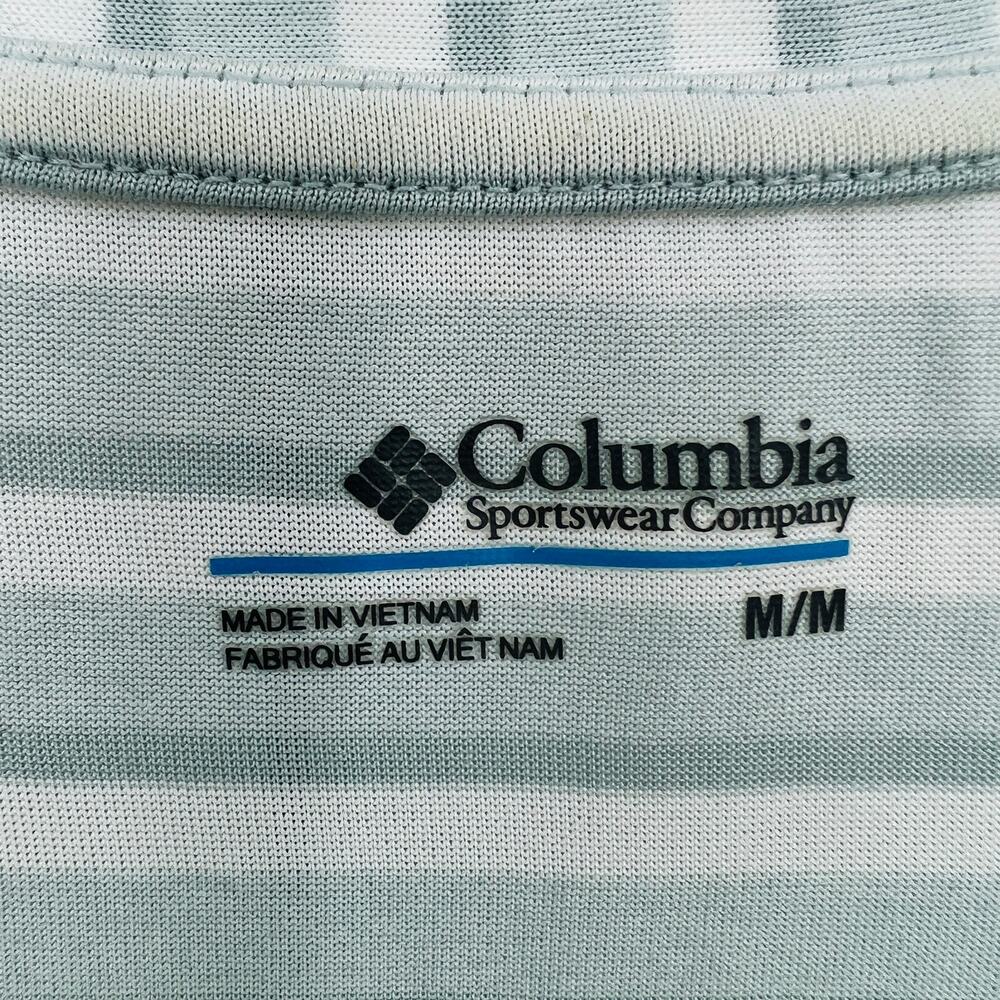 Columbia
Sportswear Company
MADE IN VIETNAM
FABRIQUÉ AU VIÊT NAM
M/M